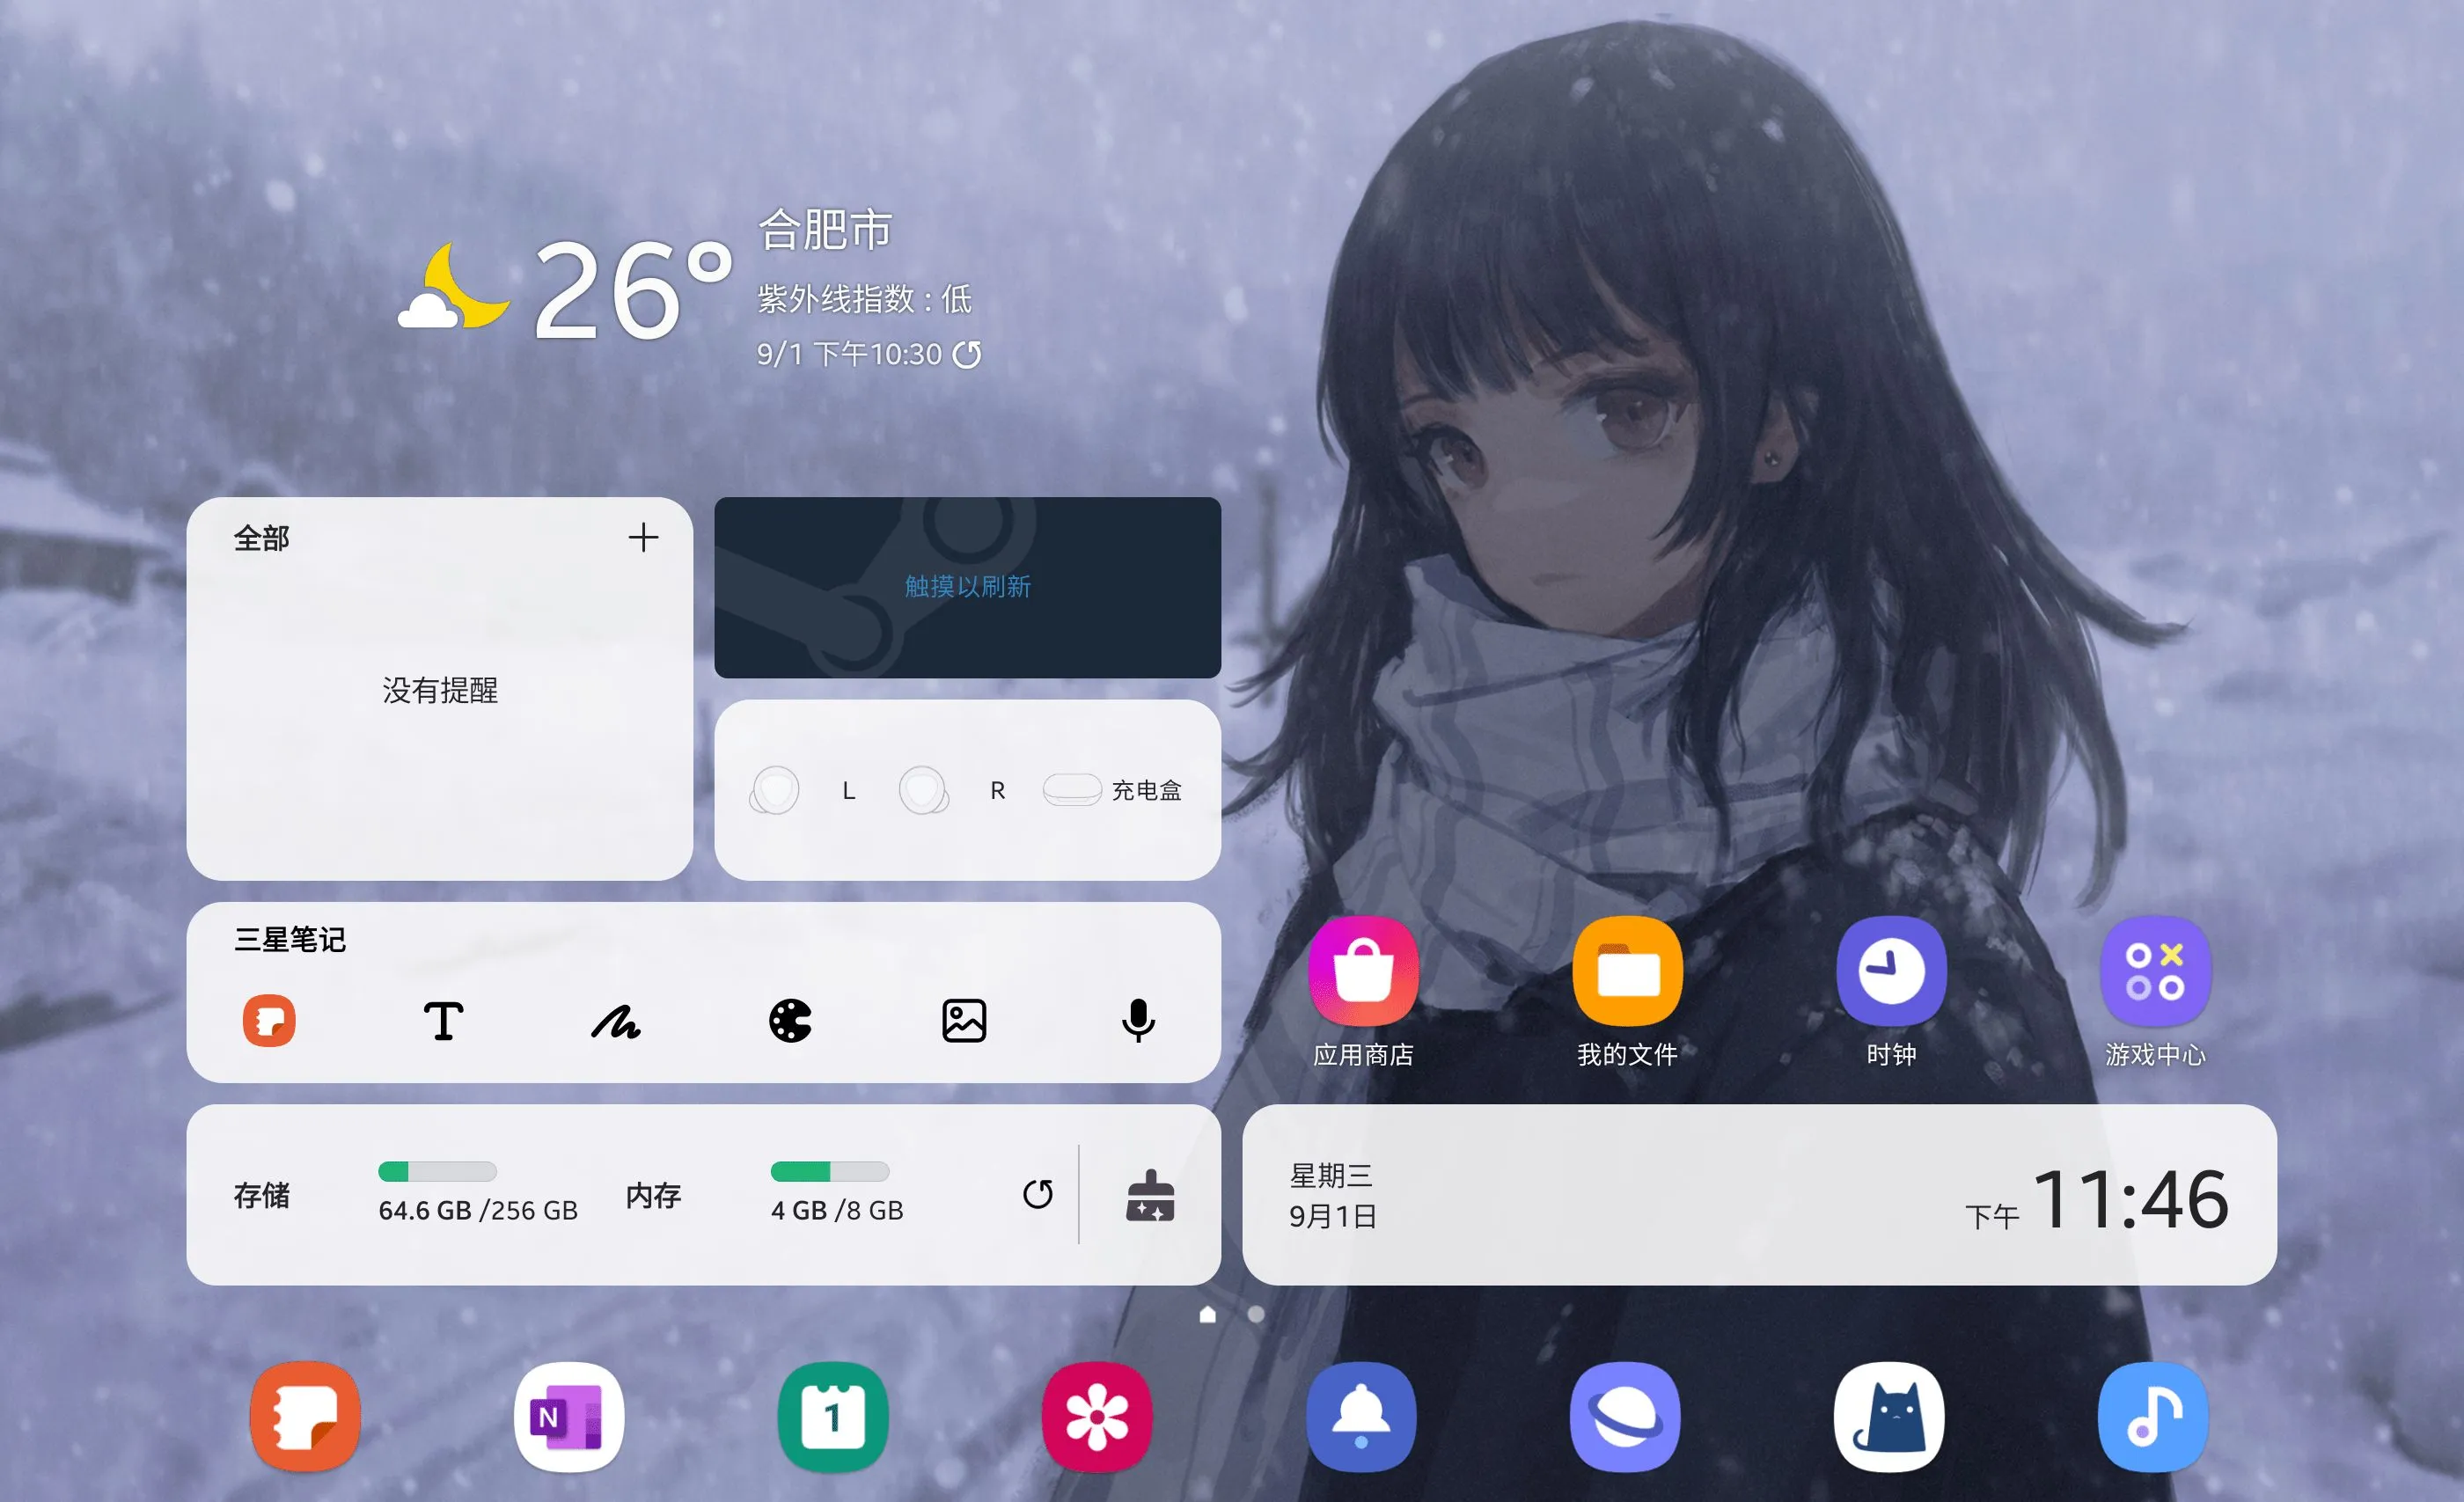 合肥市
26°
紫外线指数 : 低
9/1 下午10:30
全部
没有提醒
触摸以刷新
L R 充电盒
三星笔记
T
应用商店 我的文件 时钟 游戏中心
存储 64.6 GB /256 GB 内存 4 GB /8 GB
星期三
9月1日
下午 11:46
N
1